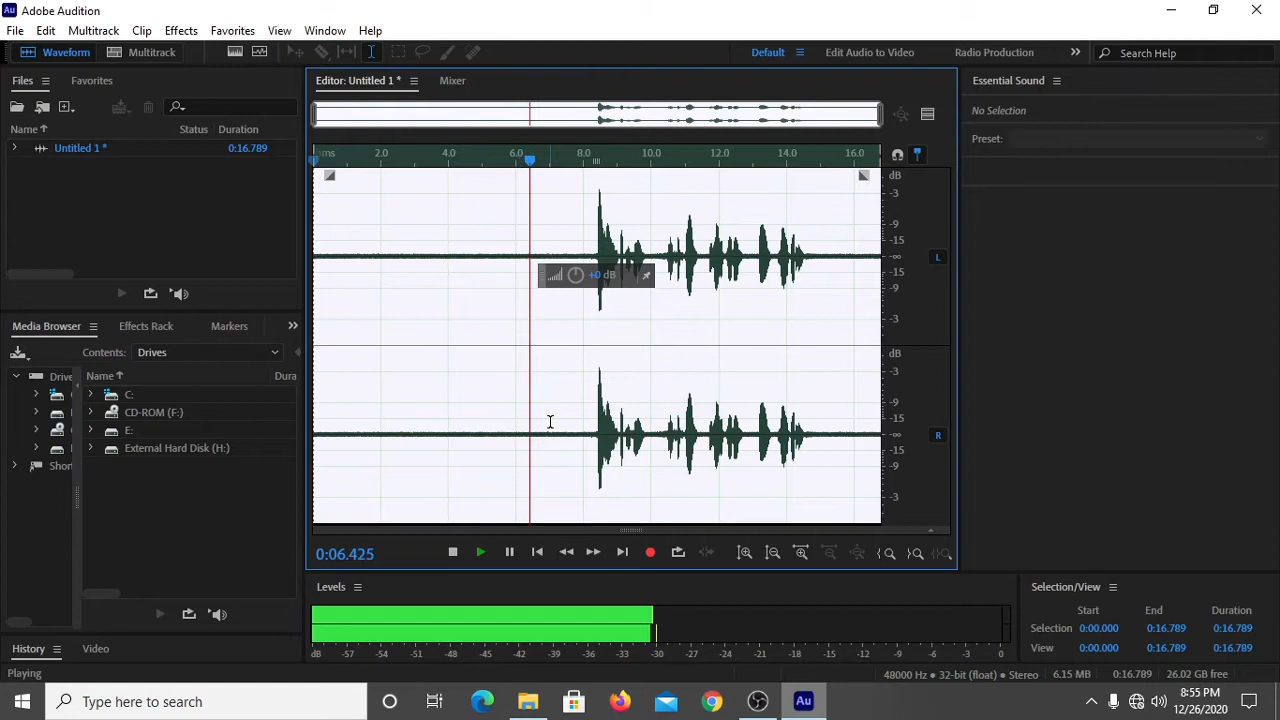 Au Adobe Audition
File Edit Multitrack Clip Effects Favorites View Window Help
Waveform Multitrack Default Edit Audio to Video Radio Production Search Help
Files Favorites
Name Status Duration
Untitled 1 * 0:16.789
Media Browser Effects Rack Markers
Contents: Drives
Name Dura
Drive
C:
CD-ROM (F:)
E:
External Hard Disk (H:)
Shor
History Video
Playing
Editor: Untitled 1 * Mixer
hms 2.0 4.0 6.0 8.0 10.0 12.0 14.0 16.0
dB
-3
-9
-15
-∞
-15
-9
-3
L
+0 dB
dB
-3
-9
-15
-∞
-15
-9
-3
R
0:06.425
Levels
dB -57 -54 -51 -48 -45 -42 -39 -36 -33 -30 -27 -24 -21 -18 -15 -12 -9 -6 -3 0
Essential Sound
No Selection
Preset:
Selection/View
Start End Duration
Selection 0:00.000 0:16.789 0:16.789
View 0:00.000 0:16.789 0:16.789
48000 Hz • 32-bit (float) • Stereo 6.15 MB 0:16.789 26.02 GB free
Type here to search
Au
8:55 PM
12/26/2020